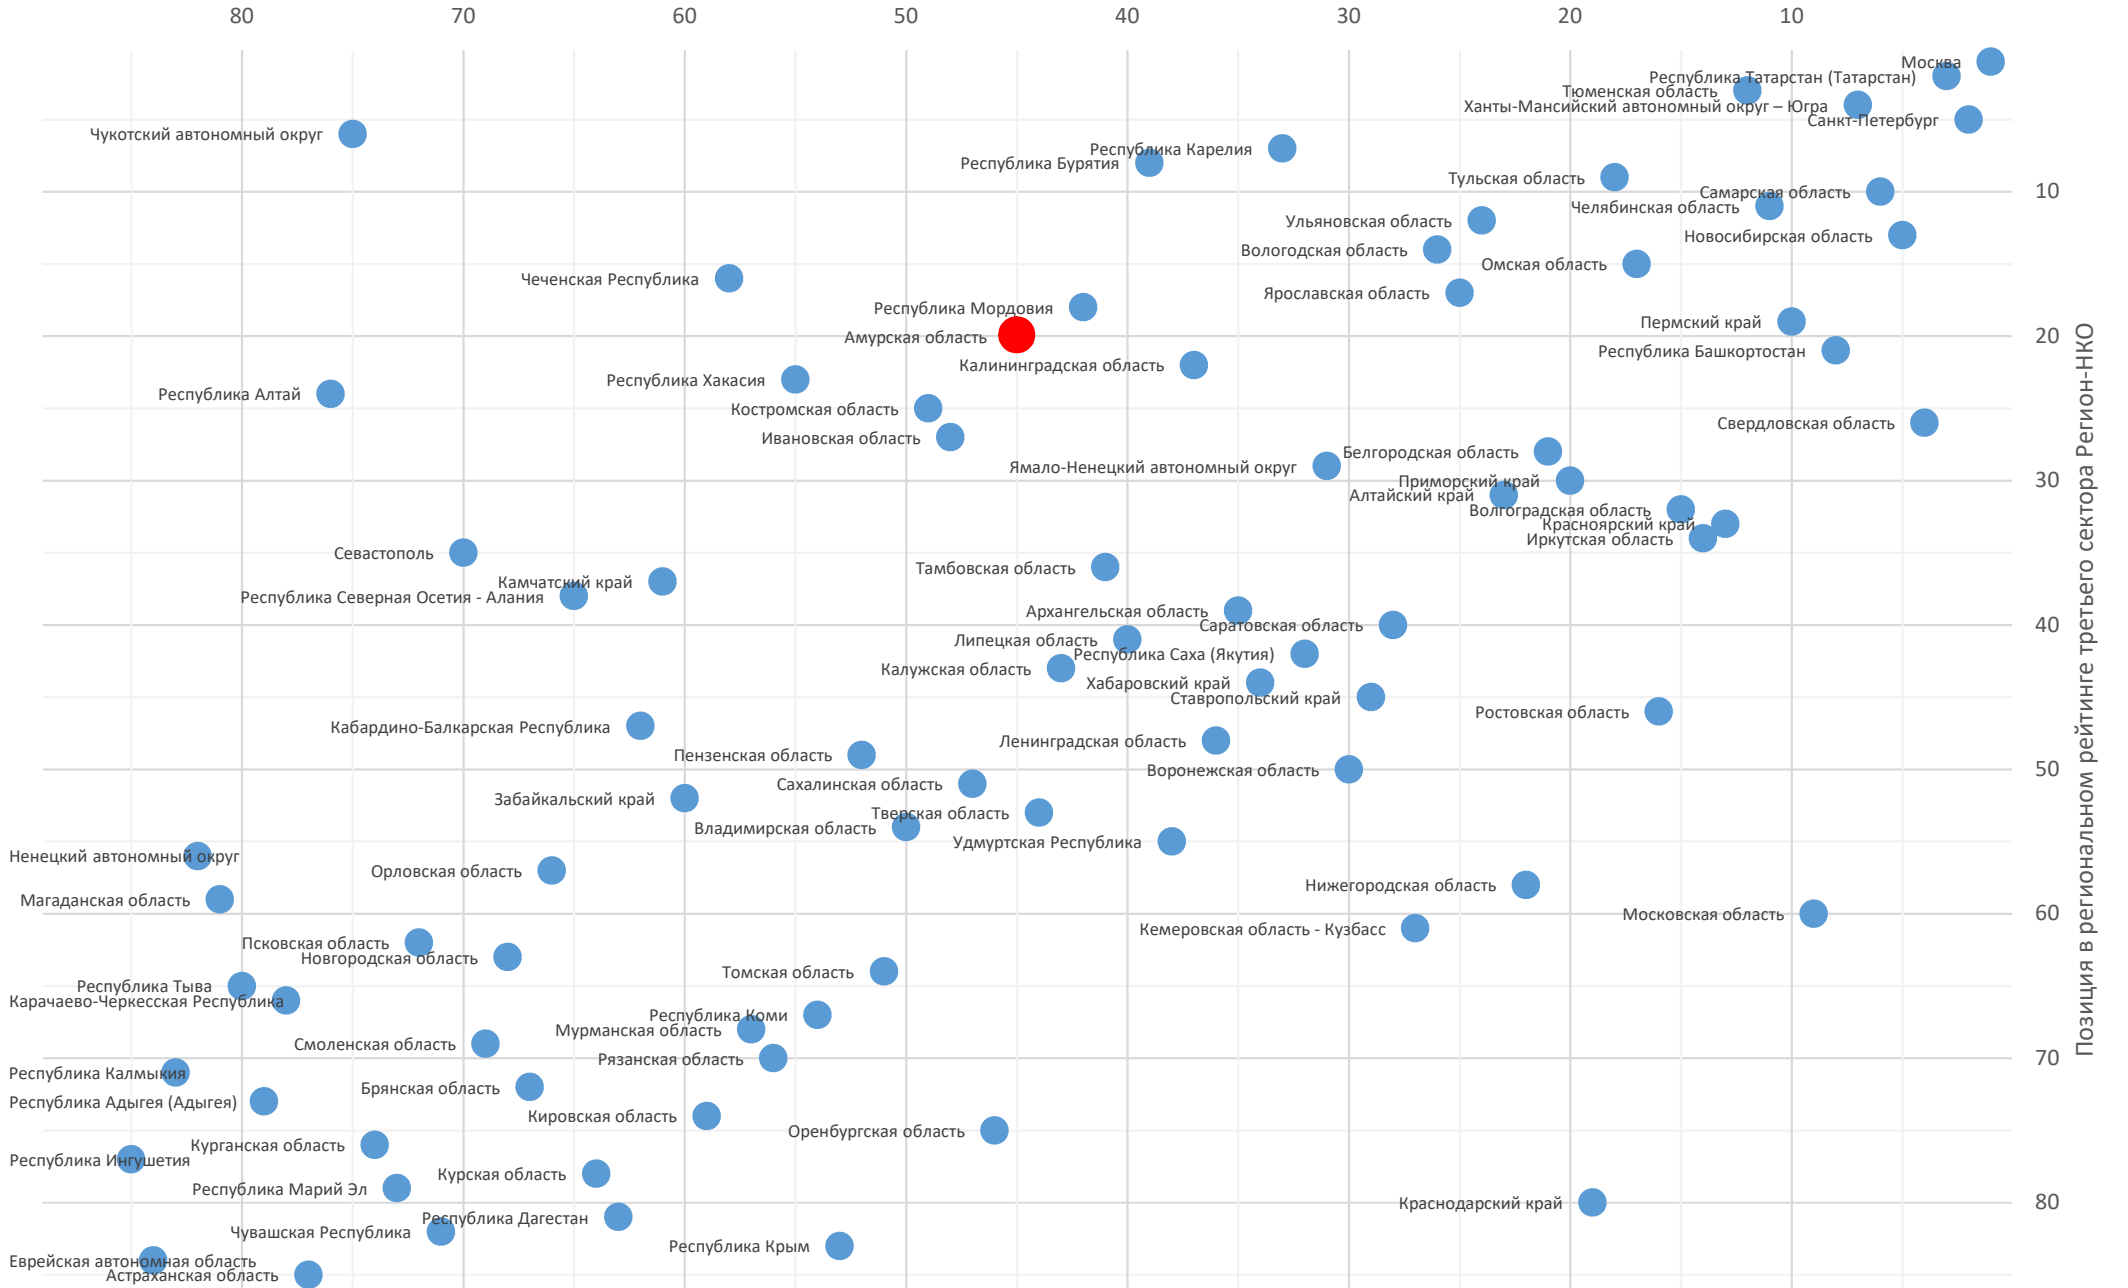 80 70 60 50 40 30 20 10
Москва
Республика Татарстан (Татарстан)
Тюменская область
Ханты-Мансийский автономный округ – Югра
Санкт-Петербург
Чукотский автономный округ
Республика Карелия
Республика Бурятия
Тульская область
Самарская область
10
Челябинская область
Ульяновская область
Новосибирская область
Вологодская область
Омская область
Чеченская Республика
Ярославская область
Республика Мордовия
Пермский край
Амурская область
20
Республика Башкортостан
Калининградская область
Республика Хакасия
Республика Алтай
Костромская область
Свердловская область
Ивановская область
Белгородская область
Ямало-Ненецкий автономный округ
Приморский край
30
Алтайский край
Волгоградская область
Красноярский край
Иркутская область
Севастополь
Тамбовская область
Камчатский край
Республика Северная Осетия - Алания
Архангельская область
Саратовская область
40
Липецкая область
Республика Саха (Якутия)
Калужская область
Хабаровский край
Ставропольский край
Ростовская область
Кабардино-Балкарская Республика
Ленинградская область
Пензенская область
Воронежская область
50
Сахалинская область
Забайкальский край
Тверская область
Владимирская область
Удмуртская Республика
Ненецкий автономный округ
Орловская область
Нижегородская область
Магаданская область
Московская область
60
Кемеровская область - Кузбасс
Псковская область
Новгородская область
Томская область
Республика Тыва
Карачаево-Черкесская Республика
Республика Коми
Мурманская область
Смоленская область
Рязанская область
70
Республика Калмыкия
Брянская область
Республика Адыгея (Адыгея)
Кировская область
Оренбургская область
Курганская область
Республика Ингушетия
Курская область
Республика Марий Эл
Краснодарский край
80
Республика Дагестан
Чувашская Республика
Республика Крым
Еврейская автономная область
Астраханская область
Позиция в региональном рейтинге третьего сектора Регион-НКО